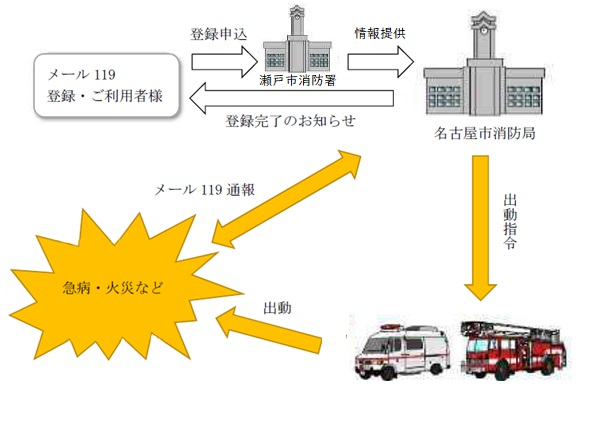 登録申込
情報提供
瀬戸市消防署
メール 119
登録・ご利用者様
登録完了のお知らせ
名古屋市消防局
メール 119 通報
出動指令
急病・火災など
出動